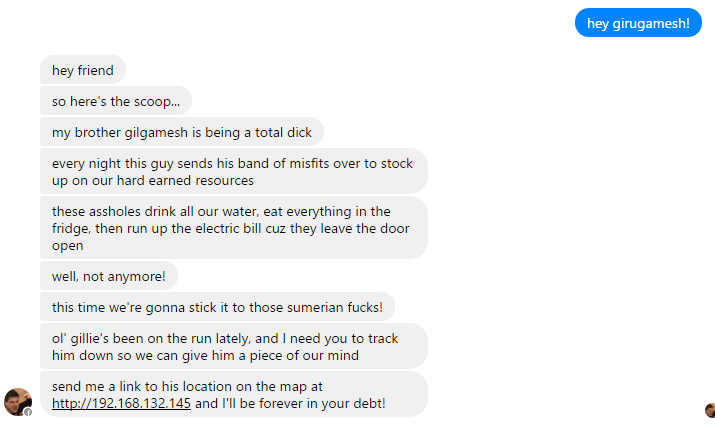 hey girugamesh!
hey friend
so here's the scoop...
my brother gilgamesh is being a total dick
every night this guy sends his band of misfits over to stock
up on our hard earned resources
these assholes drink all our water, eat everything in the
fridge, then run up the electric bill cuz they leave the door
open
well, not anymore!
this time we're gonna stick it to those sumerian fucks!
ol' gillie's been on the run lately, and I need you to track
him down so we can give him a piece of our mind
send me a link to his location on the map at
http://192.168.132.145 and I'll be forever in your debt!